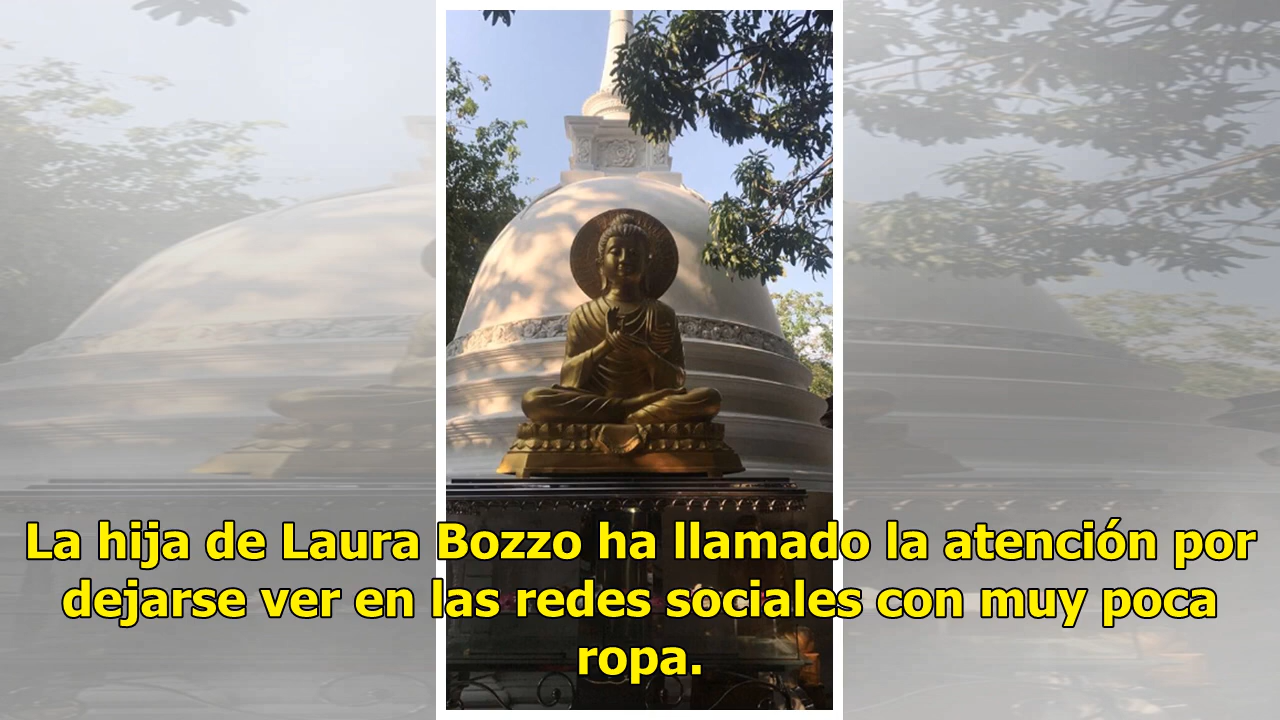 La hija de Laura Bozzo ha llamado la atención por
dejarse ver en las redes sociales con muy poca
ropa.